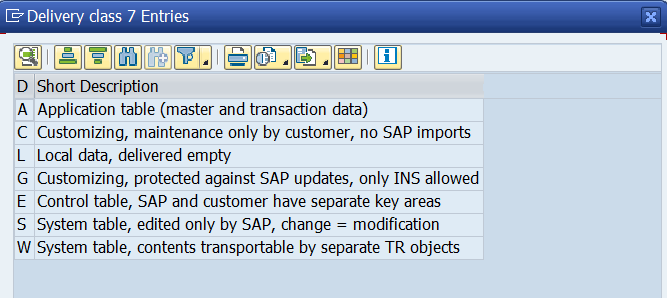 Delivery class 7 Entries
D Short Description
A Application table (master and transaction data)
C Customizing, maintenance only by customer, no SAP imports
L Local data, delivered empty
G Customizing, protected against SAP updates, only INS allowed
E Control table, SAP and customer have separate key areas
S System table, edited only by SAP, change = modification
W System table, contents transportable by separate TR objects